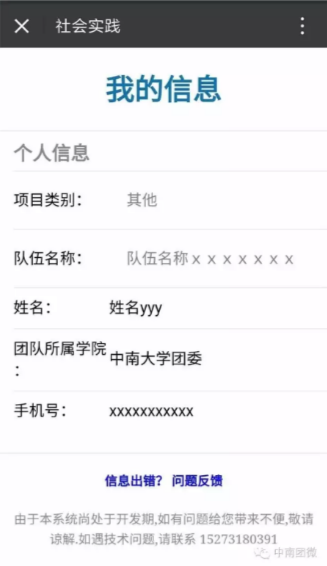 社会实践
我的信息
个人信息
项目类别： 其他
队伍名称： 队伍名称ｘｘｘｘｘｘｘ
姓名： 姓名yyy
团队所属学院
： 中南大学团委
手机号： xxxxxxxxxxx
信息出错？ 问题反馈
由于本系统尚处于开发期,如有问题给您带来不便,敬请
谅解.如遇技术问题,请联系 15273180391
中南团微